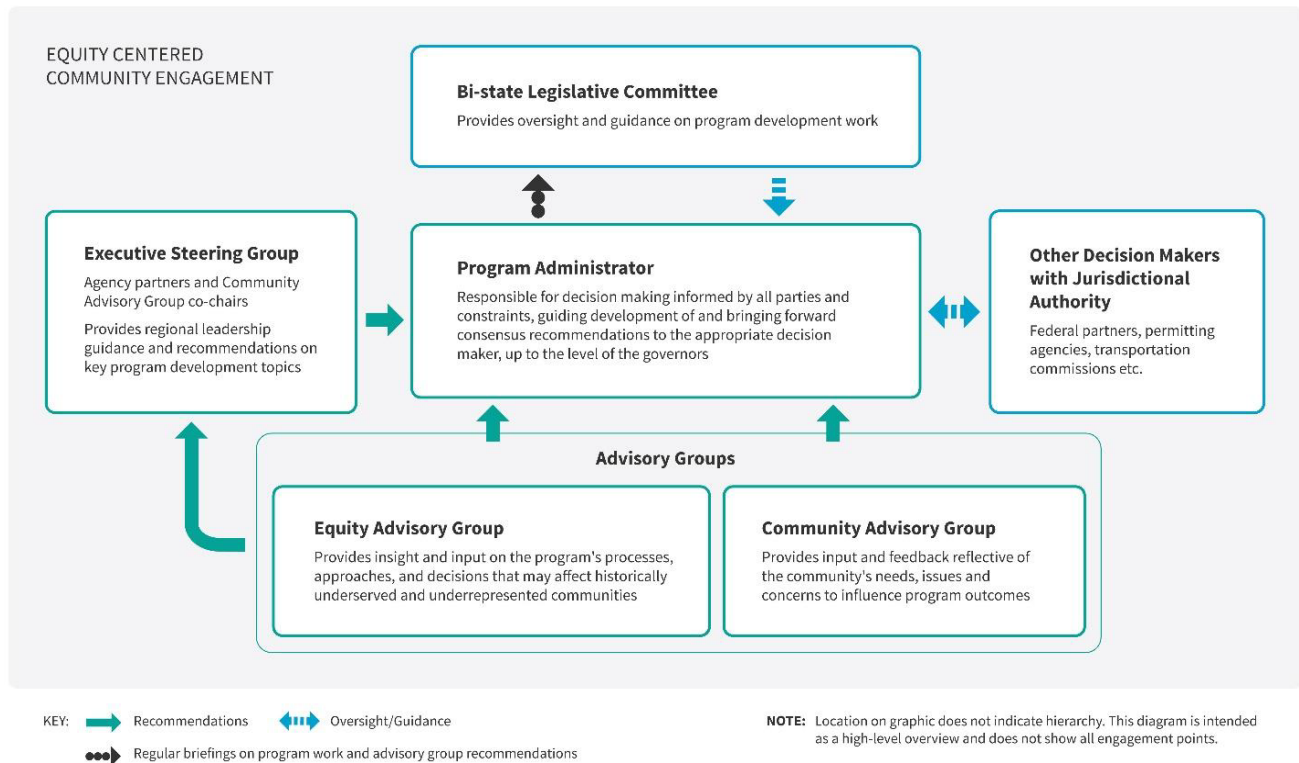 EQUITY CENTERED
COMMUNITY ENGAGEMENT
Bi-state Legislative Committee
Provides oversight and guidance on program development work
Executive Steering Group
Agency partners and Community
Advisory Group co-chairs
Provides regional leadership
guidance and recommendations on
key program development topics
Program Administrator
Responsible for decision making informed by all parties and
constraints, guiding development of and bringing forward
consensus recommendations to the appropriate decision
maker, up to the level of the governors
Other Decision Makers
with Jurisdictional
Authority
Federal partners, permitting
agencies, transportation
commissions etc.
Advisory Groups
Equity Advisory Group
Provides insight and input on the program's processes,
approaches, and decisions that may affect historically
underserved and underrepresented communities
Community Advisory Group
Provides input and feedback reflective of
the community's needs, issues and
concerns to influence program outcomes
KEY: Recommendations Oversight/Guidance
Regular briefings on program work and advisory group recommendations
NOTE: Location on graphic does not indicate hierarchy. This diagram is intended
as a high-level overview and does not show all engagement points.